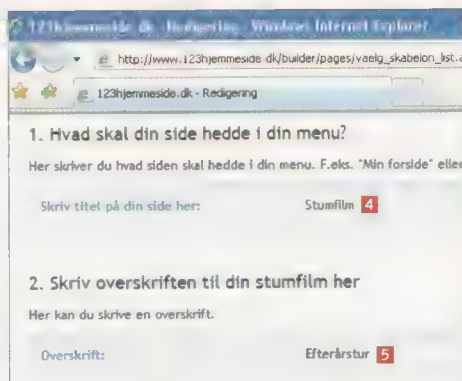 123hjemmeside.dk - Redigering - Windows Internet Explorer
http://www.123hjemmeside.dk/builder/pages/vaelg_skabelon_list.a
123hjemmeside.dk - Redigering
1. Hvad skal din side hedde i din menu?
Her skriver du hvad siden skal hedde i din menu. F.eks. "Min forside" eller
Skriv titel på din side her: Stumfilm 4
2. Skriv overskriften til din stumfilm her
Her kan du skrive en overskrift.
Overskrift: Efterårstur 5